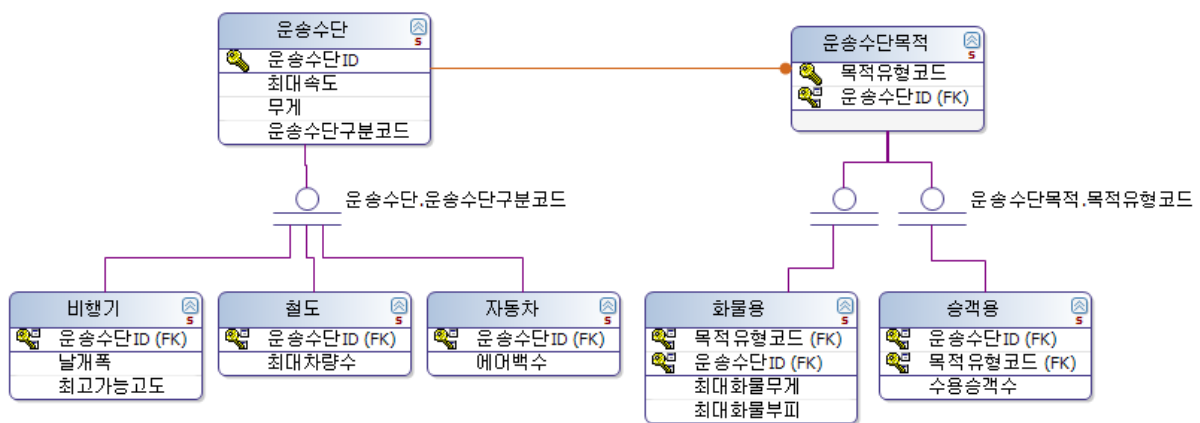 운송수단
운송수단ID
최대속도
무게
운송수단구분코드
운송수단목적
목적유형코드
운송수단ID (FK)
운송수단.운송수단구분코드
운송수단목적.목적유형코드
비행기
운송수단ID (FK)
날개폭
최고가능고도
철도
운송수단ID (FK)
최대차량수
자동차
운송수단ID (FK)
에어백수
화물용
목적유형코드 (FK)
운송수단ID (FK)
최대화물무게
최대화물부피
승객용
운송수단ID (FK)
목적유형코드 (FK)
수용승객수